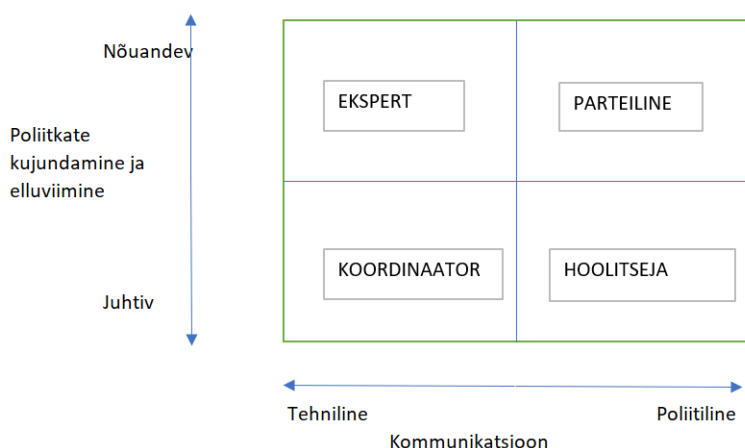 Nõuandev
EKSPERT
PARTEILINE
Poliitkate
kujundamine ja
elluviimine
KOORDINAATOR
HOOLITSEJA
Juhtiv
Tehniline
Poliitiline
Kommunikatsioon